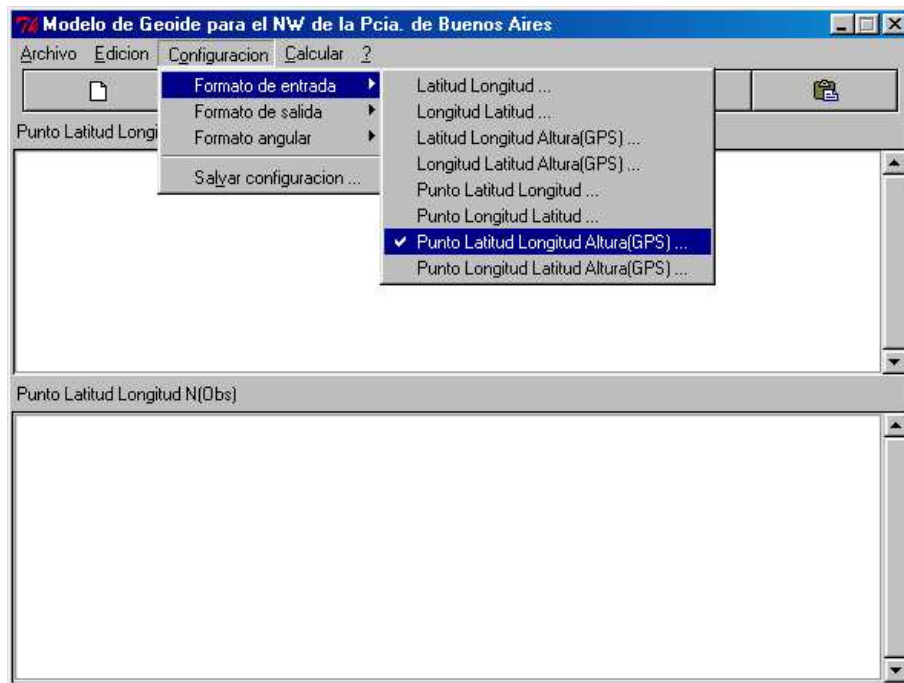 Modelo de Geoide para el NW de la Pcia. de Buenos Aires
Archivo Edicion Configuracion Calcular ?
Formato de entrada
Formato de salida
Formato angular
Salvar configuracion ...
Latitud Longitud ...
Longitud Latitud ...
Latitud Longitud Altura(GPS) ...
Longitud Latitud Altura(GPS) ...
Punto Latitud Longitud ...
Punto Longitud Latitud ...
Punto Latitud Longitud Altura(GPS) ...
Punto Longitud Latitud Altura(GPS) ...
Punto Latitud Longi
Punto Latitud Longitud N(Obs)